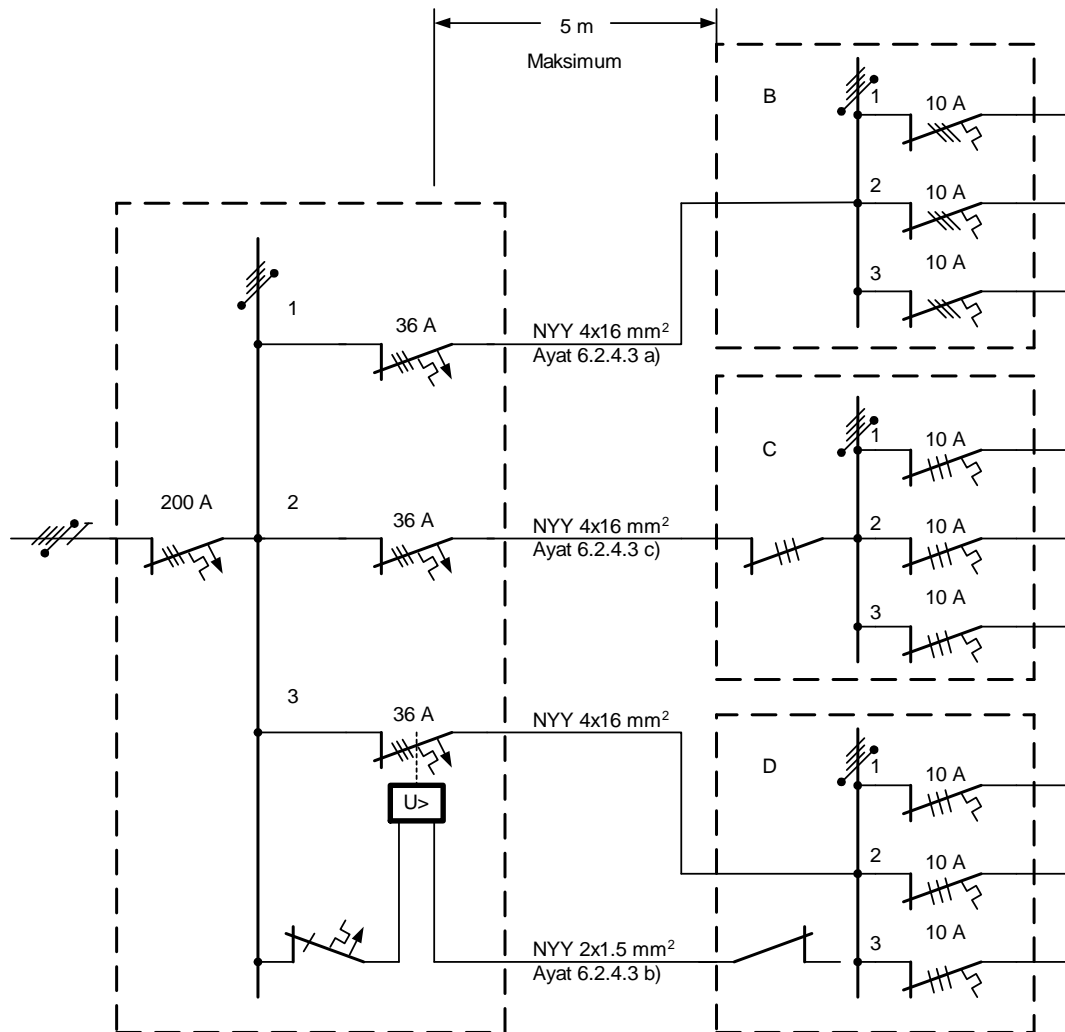 5 m
Maksimum
B
1
10 A
2
10 A
3
10 A
1
36 A
NYY 4x16 mm²
Ayat 6.2.4.3 a)
C
1
10 A
200 A
2
36 A
NYY 4x16 mm²
Ayat 6.2.4.3 c)
2
10 A
3
10 A
3
36 A
NYY 4x16 mm²
U>
D
1
10 A
2
10 A
3
10 A
NYY 2x1.5 mm²
Ayat 6.2.4.3 b)